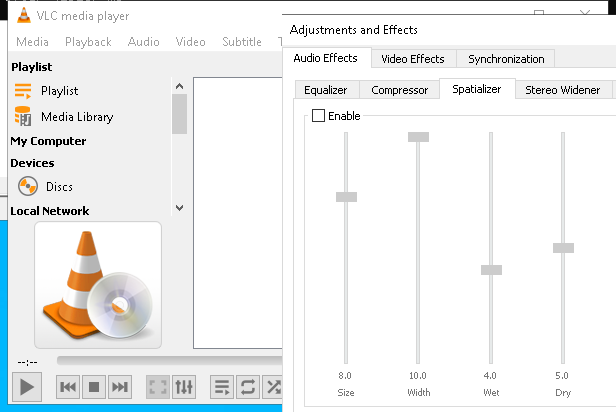 VLC media player
Media Playback Audio Video Subtitle
Playlist
Playlist
Media Library
My Computer
Devices
Discs
Local Network
--:--
Adjustments and Effects
Audio Effects Video Effects Synchronization
Equalizer Compressor Spatializer Stereo Widener
Enable
8.0 10.0 4.0 5.0
Size Width Wet Dry